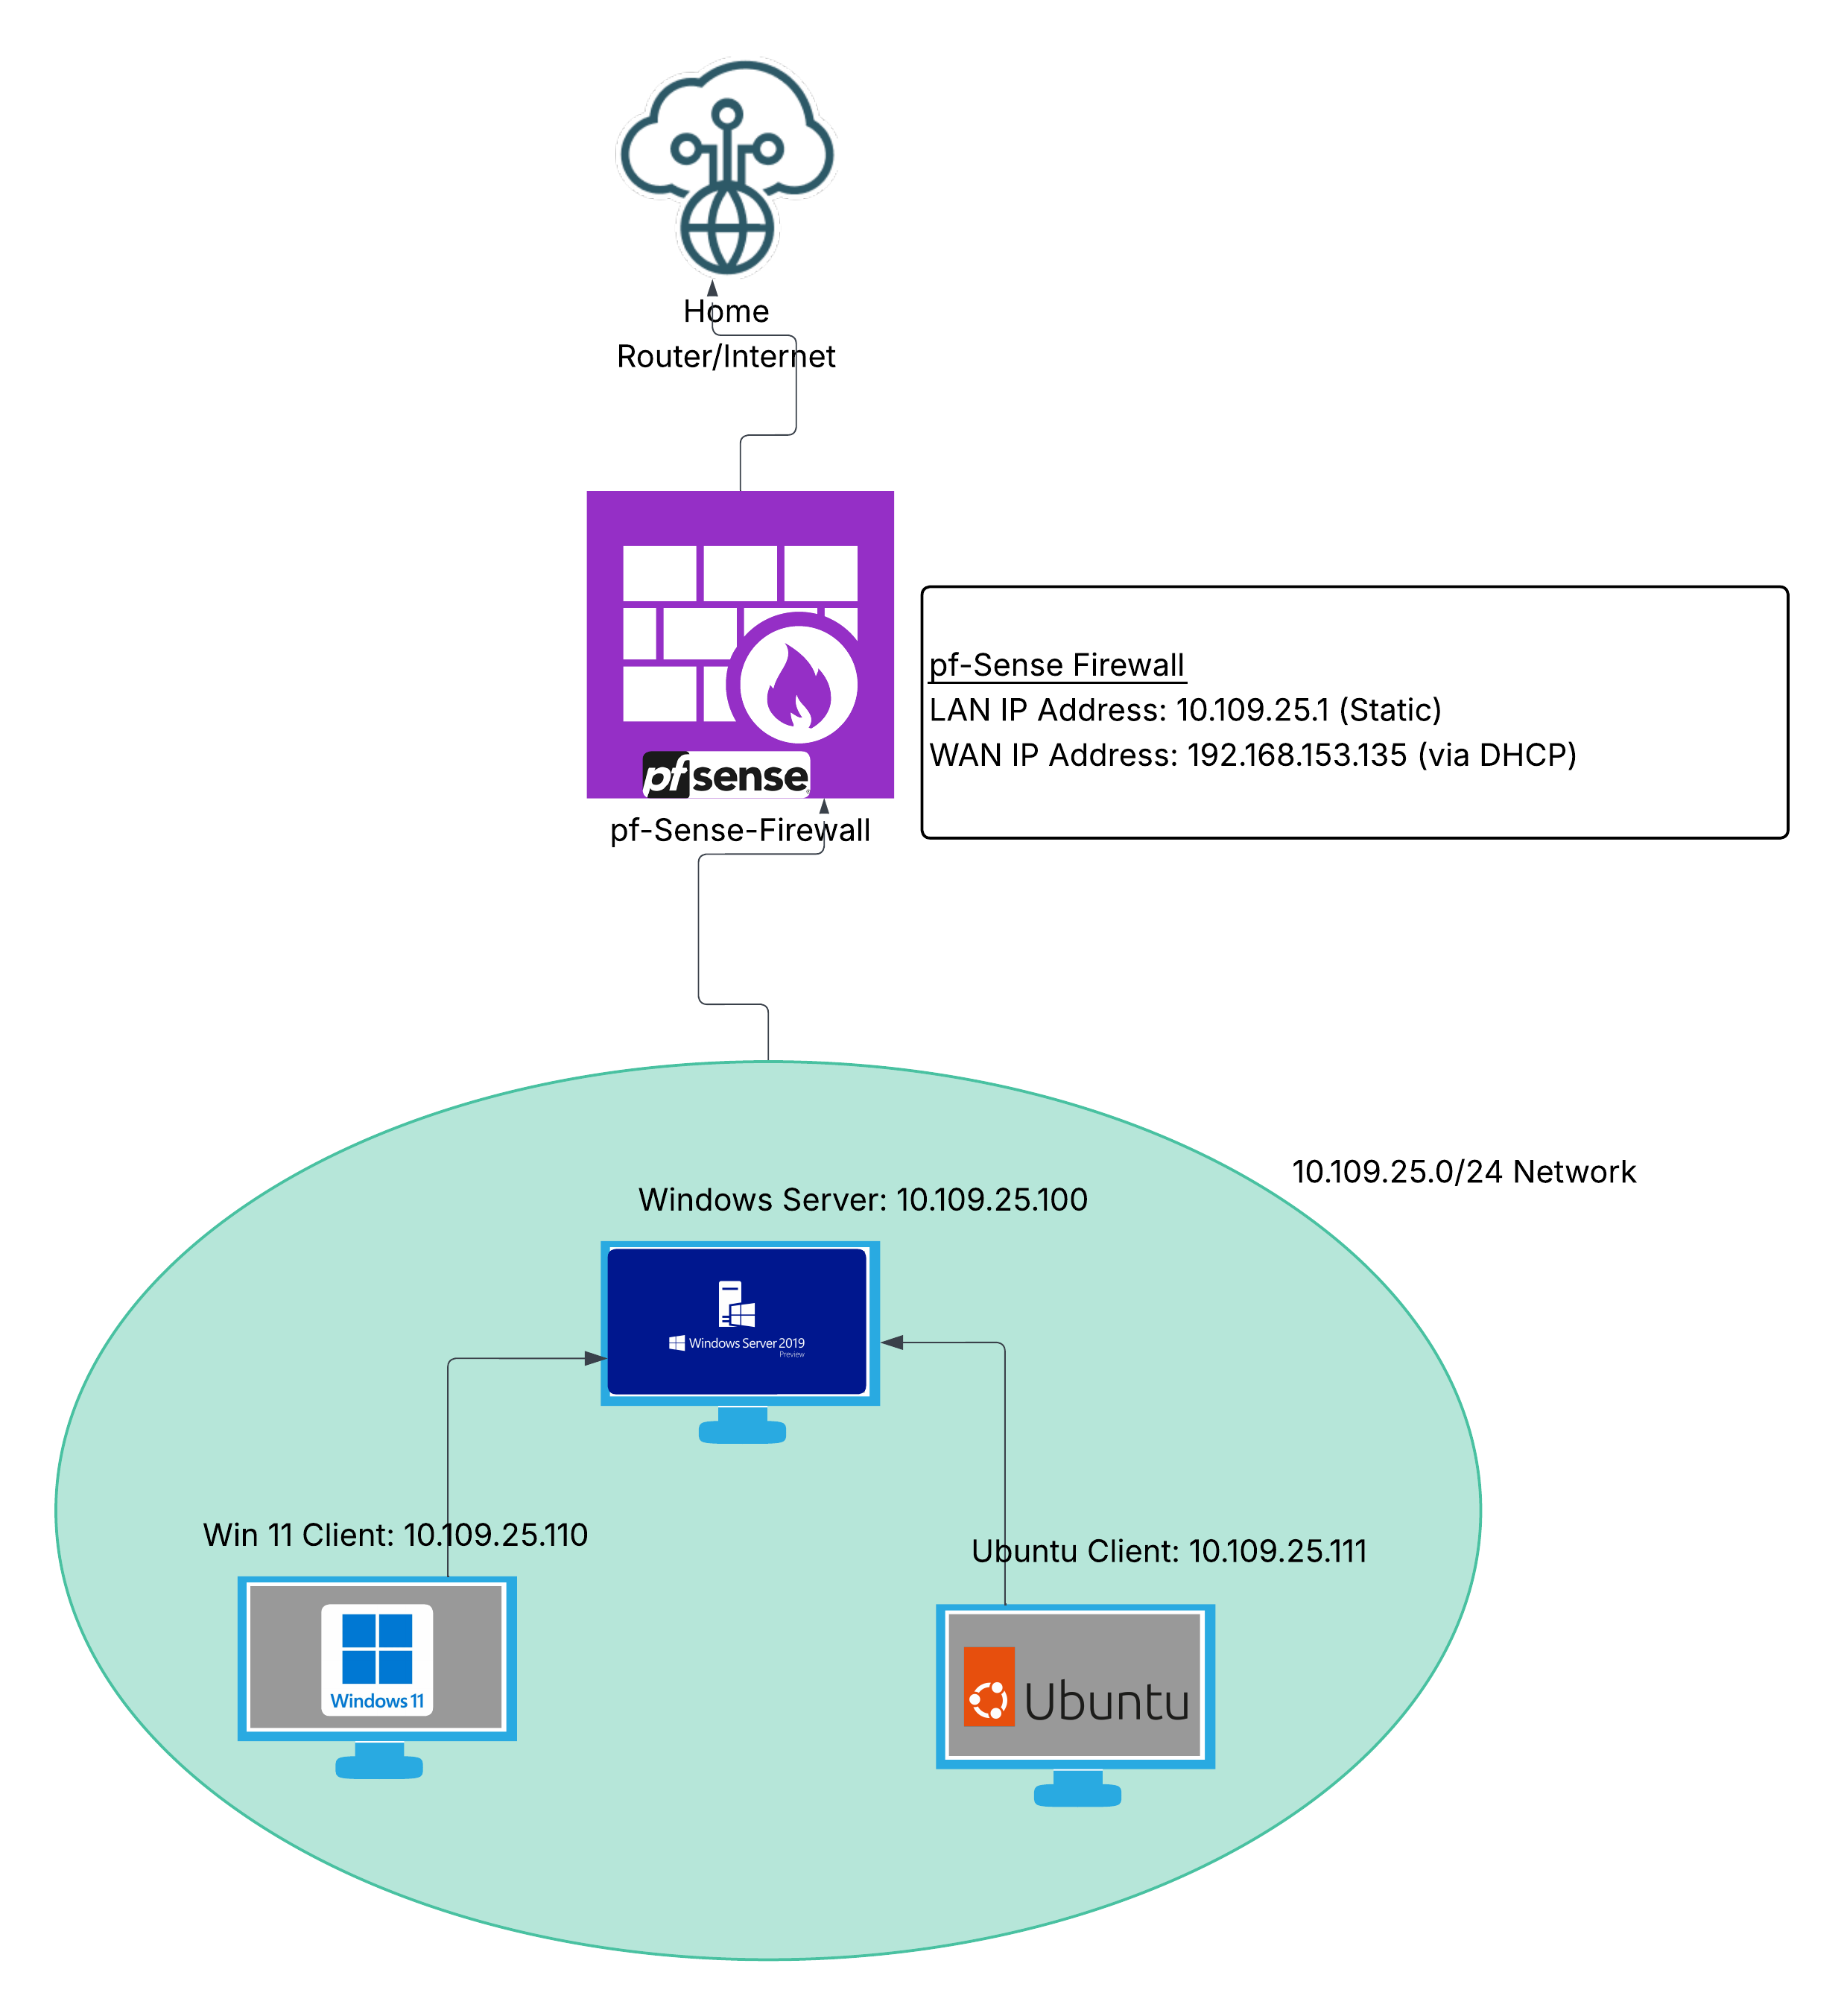 Home
Router/Internet
pf-Sense Firewall
LAN IP Address: 10.109.25.1 (Static)
WAN IP Address: 192.168.153.135 (via DHCP)
pfsense
pf-Sense-Firewall
10.109.25.0/24 Network
Windows Server: 10.109.25.100
Windows Server 2019
Preview
Win 11 Client: 10.109.25.110
Ubuntu Client: 10.109.25.111
Windows 11
Ubuntu